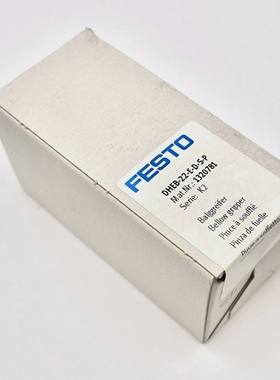 FESTO
DHEB-22-E-D-S-P
Mat.Nr.: 1320781
Serie: K2
Balggreifer
Bellow gripper
Pince à soufflet
Pinza de fuelle